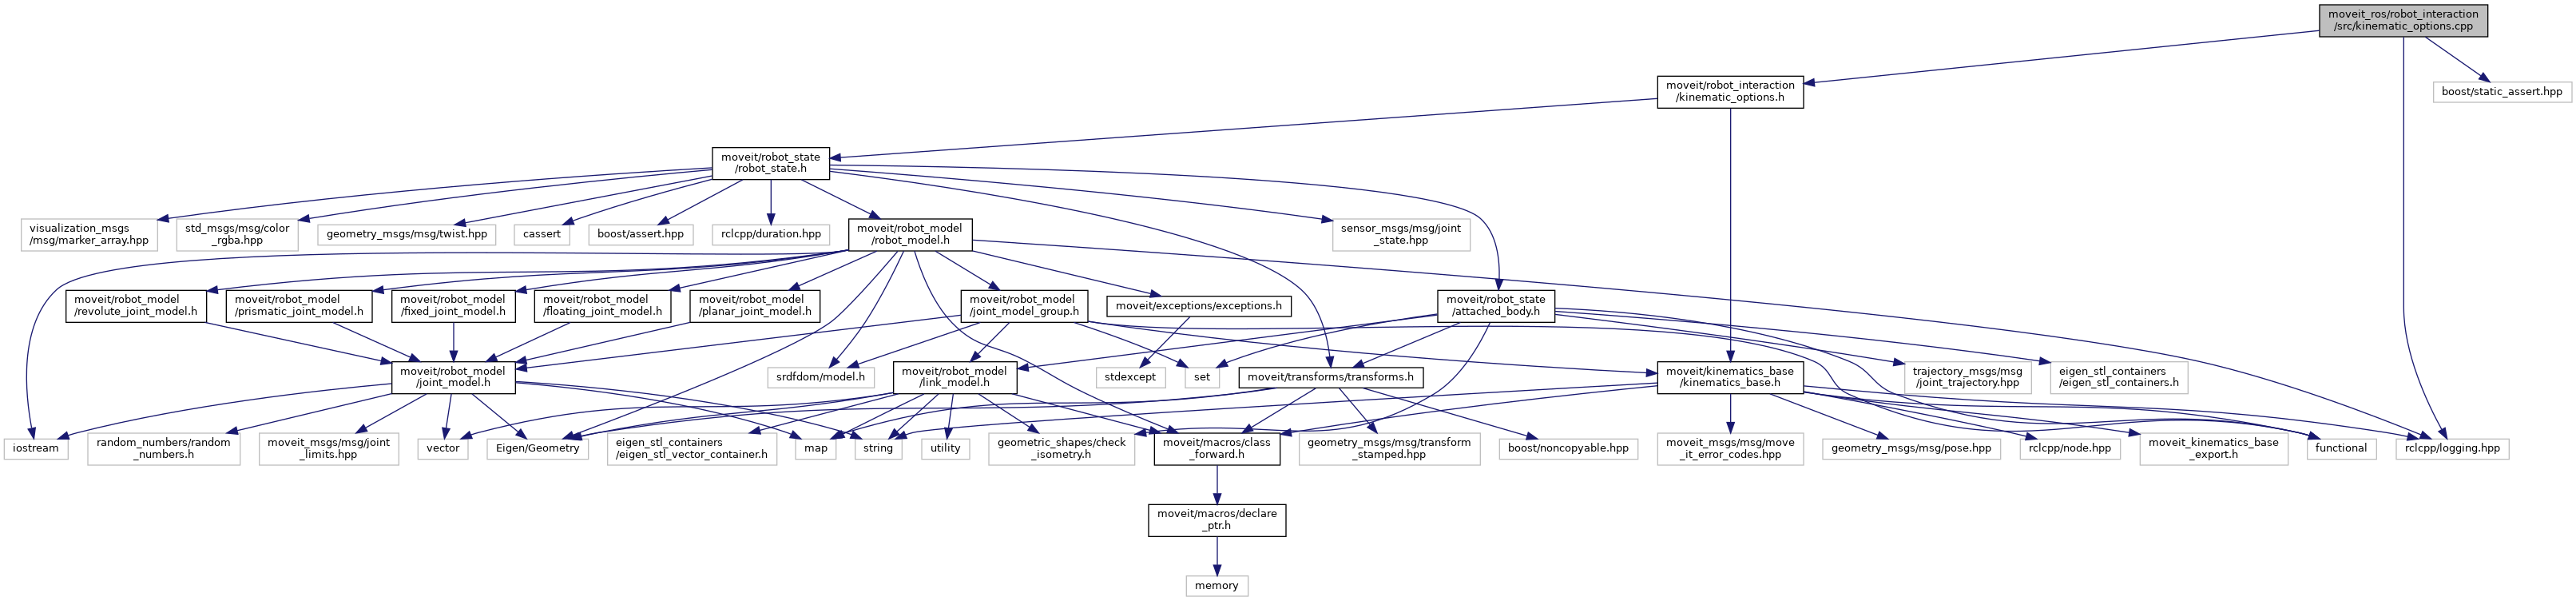 moveit_ros/robot_interaction
/src/kinematic_options.cpp
moveit/robot_interaction
/kinematic_options.h
boost/static_assert.hpp
moveit/robot_state
/robot_state.h
visualization_msgs
/msg/marker_array.hpp
std_msgs/msg/color
_rgba.hpp
geometry_msgs/msg/twist.hpp
cassert
boost/assert.hpp
rclcpp/duration.hpp
moveit/robot_model
/robot_model.h
sensor_msgs/msg/joint
_state.hpp
moveit/robot_model
/revolute_joint_model.h
moveit/robot_model
/prismatic_joint_model.h
moveit/robot_model
/fixed_joint_model.h
moveit/robot_model
/floating_joint_model.h
moveit/robot_model
/planar_joint_model.h
moveit/robot_model
/joint_model_group.h
moveit/exceptions/exceptions.h
moveit/robot_state
/attached_body.h
moveit/robot_model
/joint_model.h
srdfdom/model.h
moveit/robot_model
/link_model.h
stdexcept
set
moveit/transforms/transforms.h
moveit/kinematics_base
/kinematics_base.h
trajectory_msgs/msg
/joint_trajectory.hpp
eigen_stl_containers
/eigen_stl_containers.h
iostream
random_numbers/random
_numbers.h
moveit_msgs/msg/joint
_limits.hpp
vector
Eigen/Geometry
eigen_stl_containers
/eigen_stl_vector_container.h
map
string
utility
geometric_shapes/check
_isometry.h
moveit/macros/class
_forward.h
geometry_msgs/msg/transform
_stamped.hpp
boost/noncopyable.hpp
moveit_msgs/msg/move
_it_error_codes.hpp
geometry_msgs/msg/pose.hpp
rclcpp/node.hpp
moveit_kinematics_base
_export.h
functional
rclcpp/logging.hpp
moveit/macros/declare
_ptr.h
memory